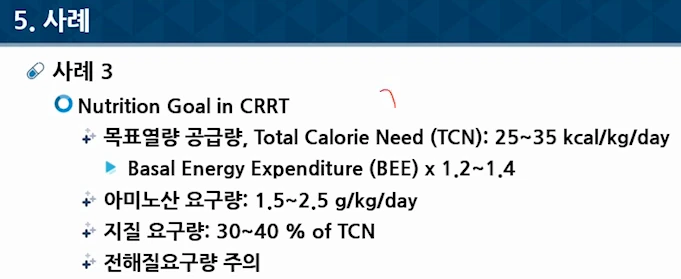 5. 사례
사례 3
Nutrition Goal in CRRT
목표열량 공급량, Total Calorie Need (TCN): 25~35 kcal/kg/day
Basal Energy Expenditure (BEE) x 1.2~1.4
아미노산 요구량: 1.5~2.5 g/kg/day
지질 요구량: 30~40 % of TCN
전해질요구량 주의